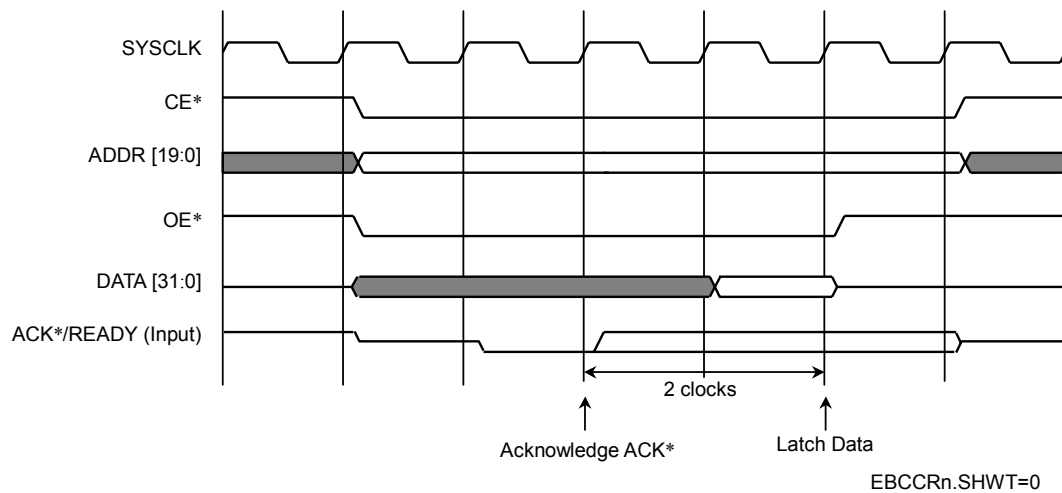 SYSCLK
CE*
ADDR [19:0]
OE*
DATA [31:0]
ACK*/READY (Input)
2 clocks
Acknowledge ACK*
Latch Data
EBCCRn.SHWT=0